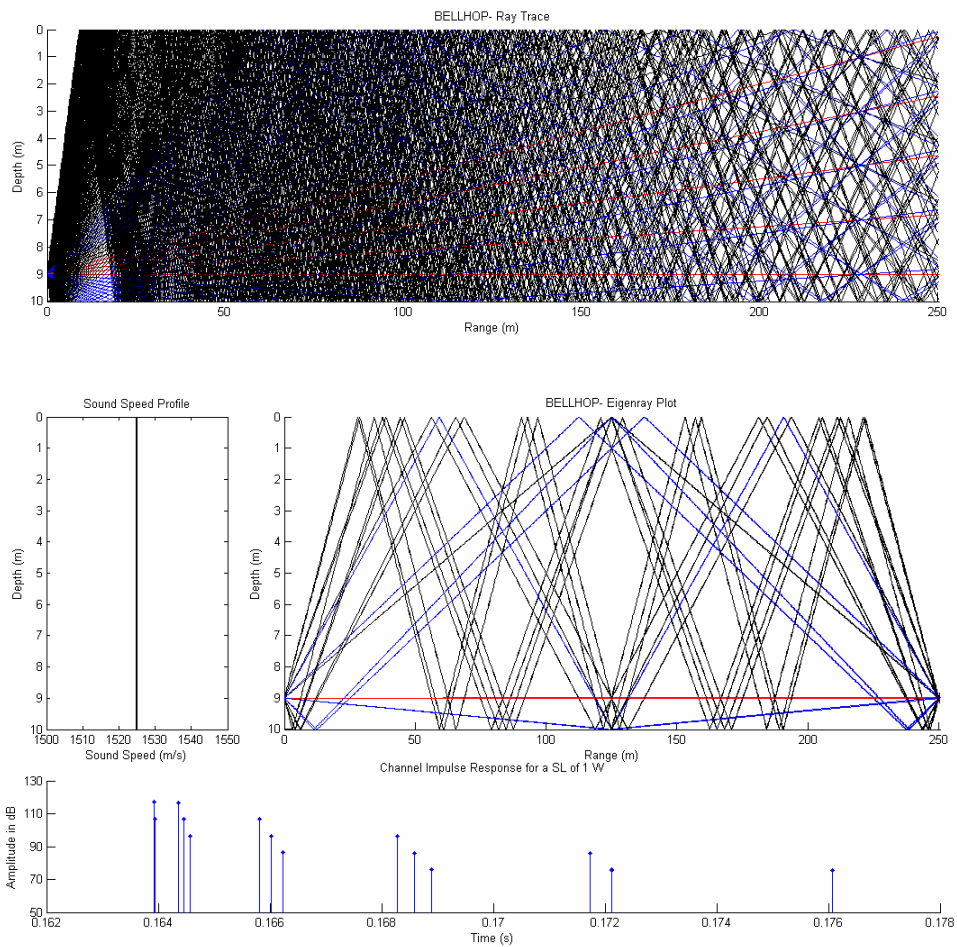 BELLHOP- Ray Trace
0
1
2
3
4
5
6
7
8
9
10
Depth (m)
0 50 100 150 200 250
Range (m)
Sound Speed Profile
0
1
2
3
4
5
6
7
8
9
10
Depth (m)
1500 1510 1520 1530 1540 1550
Sound Speed (m/s)
BELLHOP- Eigenray Plot
0
1
2
3
4
5
6
7
8
9
10
Depth (m)
0 50 100 150 200 250
Range (m)
Channel Impulse Response for a SL of 1 W
130
110
90
70
50
Amplitude in dB
0.162 0.164 0.166 0.168 0.17 0.172 0.174 0.176 0.178
Time (s)